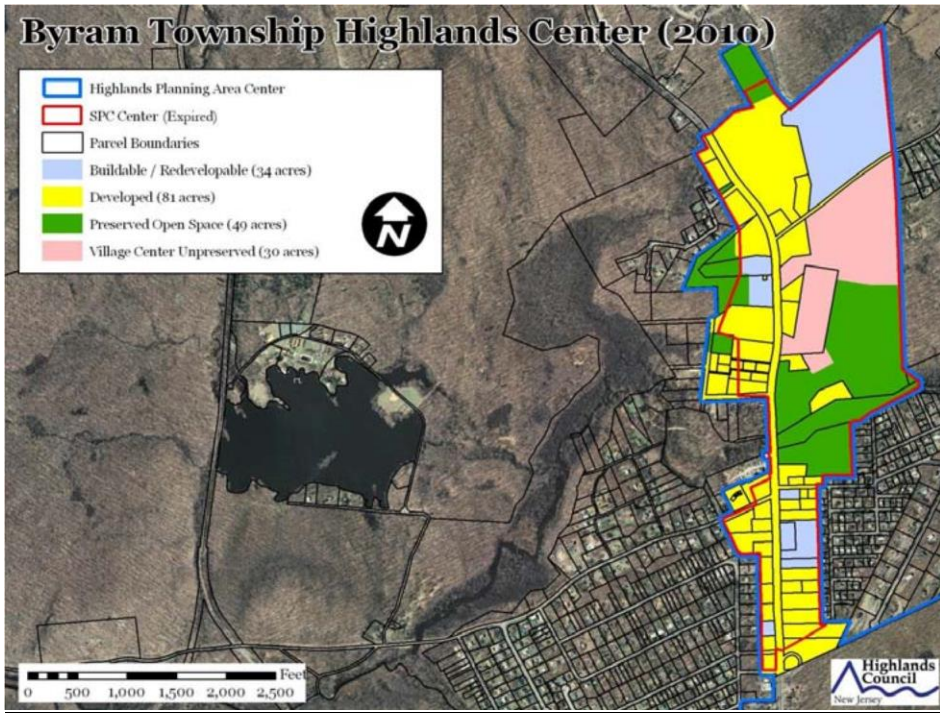 Byram Township Highlands Center (2010)
Highlands Planning Area Center
SPC Center (Expired)
Parcel Boundaries
Buildable / Redevelopable (34 acres)
Developed (81 acres)
Preserved Open Space (49 acres)
Village Center Unpreserved (30 acres)
N
Feet
0 500 1,000 1,500 2,000 2,500
Highlands
Council
New Jersey